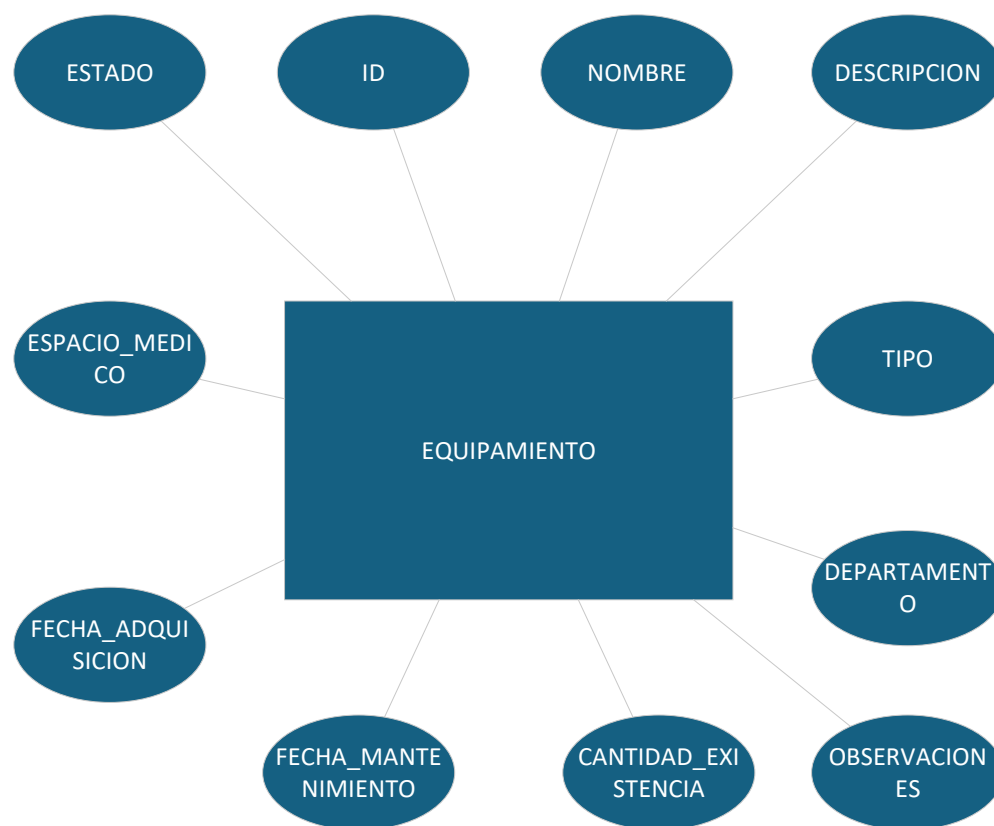 ESTADO
ID
NOMBRE
DESCRIPCION
ESPACIO_MEDI
CO
TIPO
EQUIPAMIENTO
DEPARTAMENT
O
FECHA_ADQUI
SICION
FECHA_MANTE
NIMIENTO
CANTIDAD_EXI
STENCIA
OBSERVACION
ES